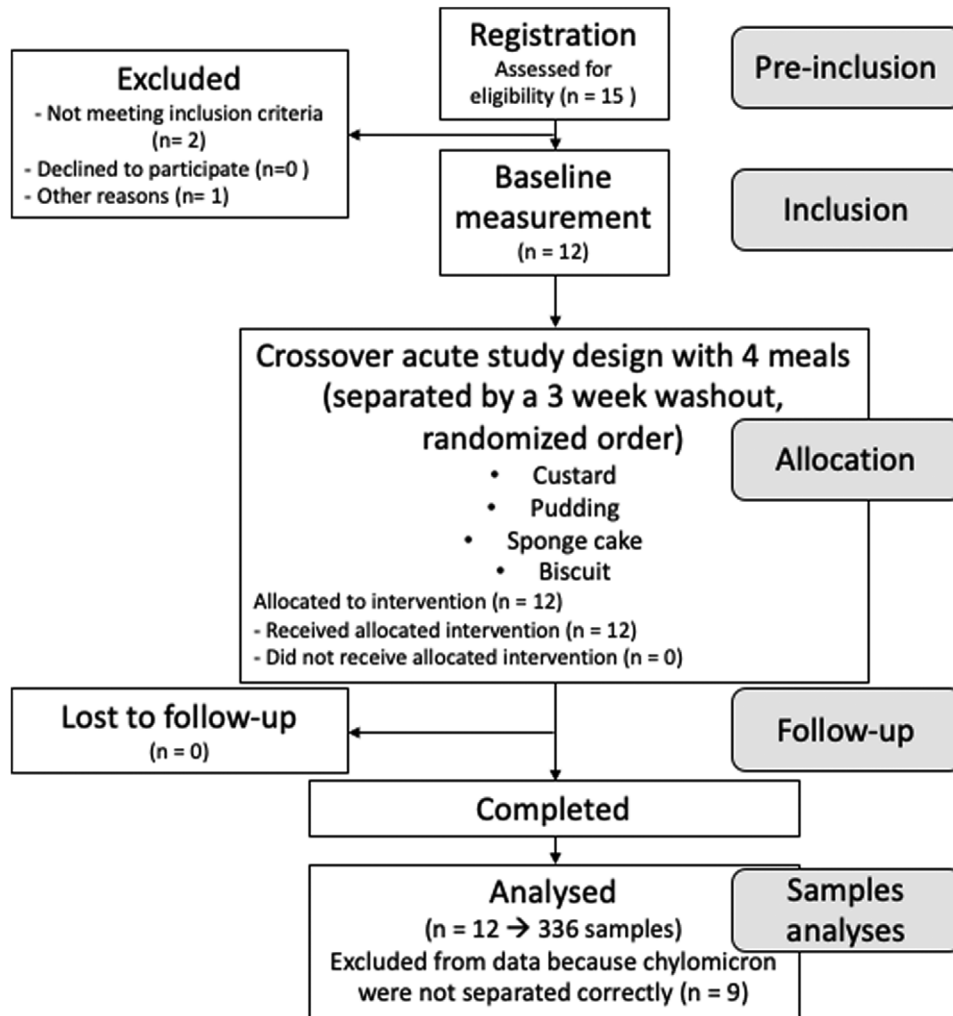 Registration
Assessed for
eligibility (n = 15 )
Pre-inclusion
Excluded
- Not meeting inclusion criteria
(n= 2)
- Declined to participate (n=0 )
- Other reasons (n= 1)
Baseline
measurement
(n = 12)
Inclusion
Crossover acute study design with 4 meals
(separated by a 3 week washout,
randomized order)
• Custard
• Pudding
• Sponge cake
• Biscuit
Allocated to intervention (n = 12)
- Received allocated intervention (n = 12)
- Did not receive allocated intervention (n = 0)
Allocation
Lost to follow-up
(n = 0)
Follow-up
Completed
Analysed
(n = 12 → 336 samples)
Excluded from data because chylomicron
were not separated correctly (n = 9)
Samples
analyses